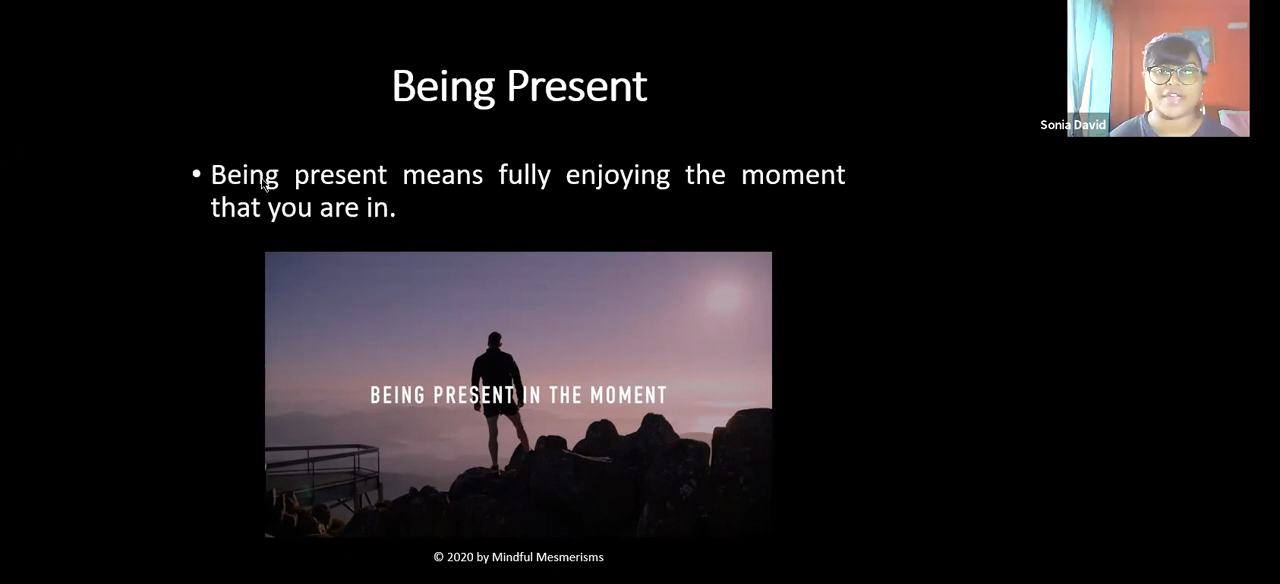 Being Present
Sonia David
• Being present means fully enjoying the moment
that you are in.
BEING PRESENT IN THE MOMENT
© 2020 by Mindful Mesmerisms